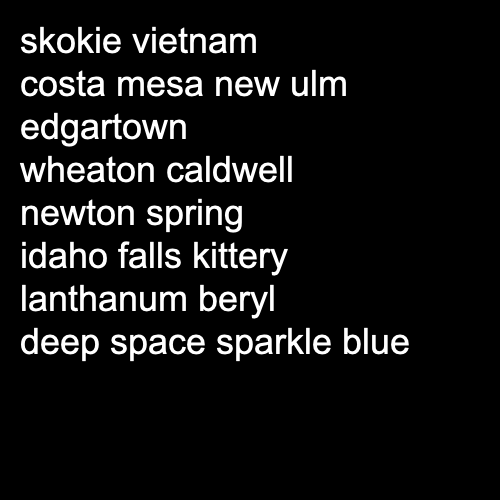 skokie vietnam
costa mesa new ulm
edgartown
wheaton caldwell
newton spring
idaho falls kittery
lanthanum beryl
deep space sparkle blue